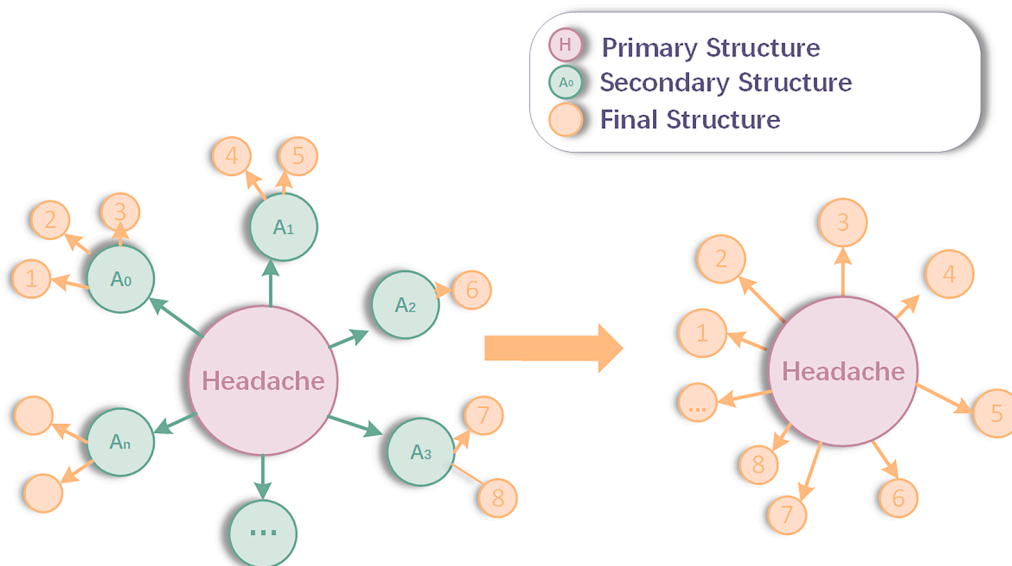 H Primary Structure
A0 Secondary Structure
Final Structure
4 5
2 3
A1
1 A0
A2 6
Headache
An
A3 7
8
...
3
2
4
1
Headache
...
5
8
6
7